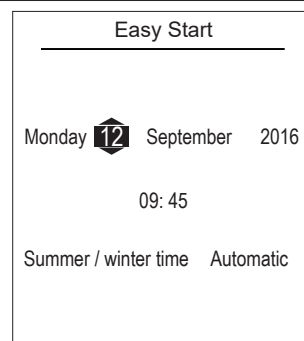 Easy Start
Monday 12 September 2016
09: 45
Summer / winter time Automatic